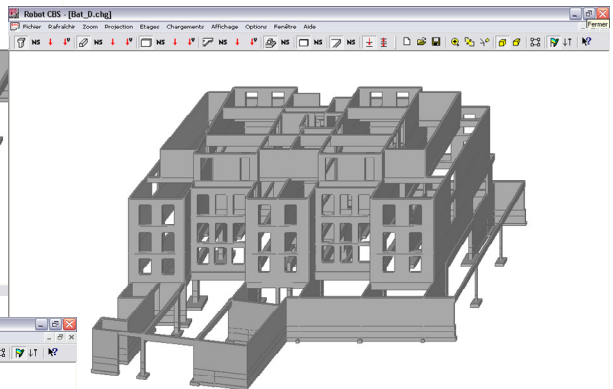 Robot CBS - [Bat_D.chg]
Fichier Rafraîchir Zoom Projection Etages Chargements Affichage Options Fenêtre Aide
Fermer
NS NS NS NS NS NS NS